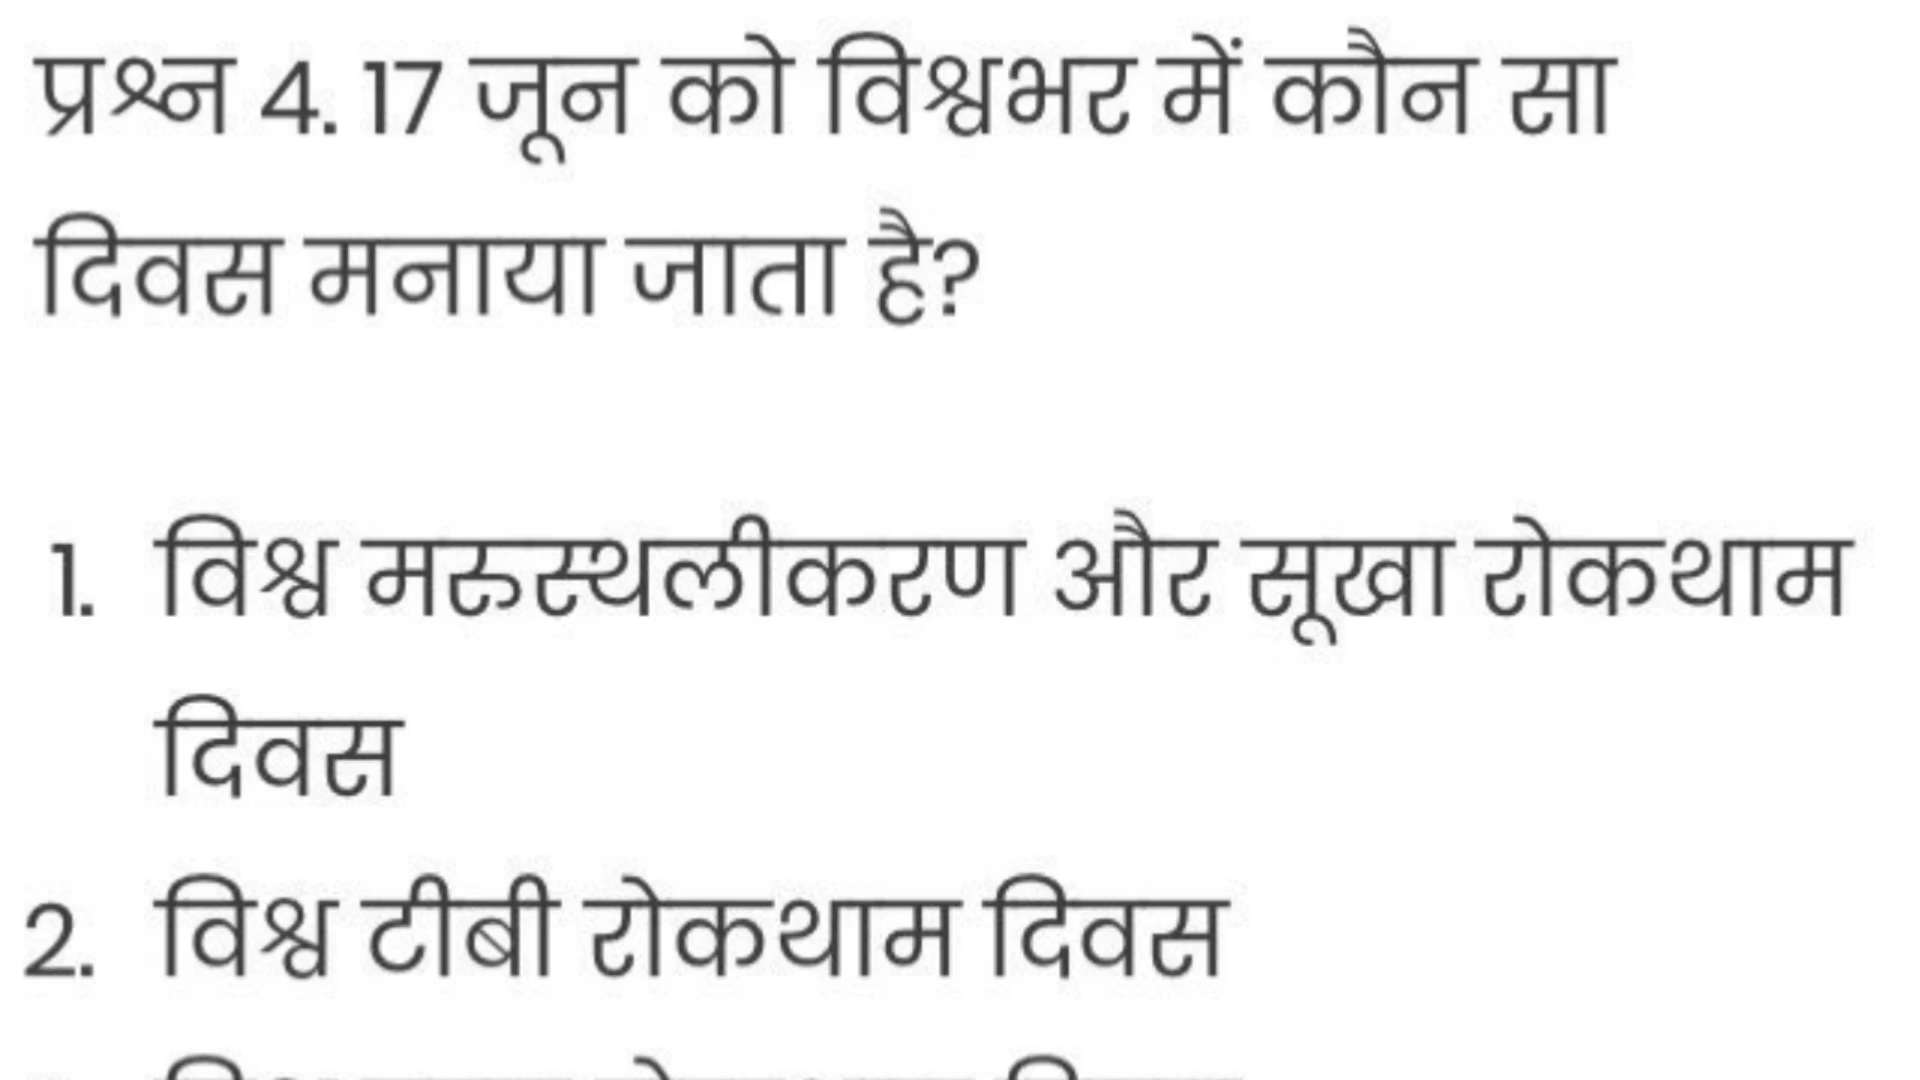 प्रश्न 4. 17 जून को विश्वभर में कौन सा
दिवस मनाया जाता है?
1. विश्व मरुस्थलीकरण और सूखा रोकथाम
दिवस
2. विश्व टीबी रोकथाम दिवस